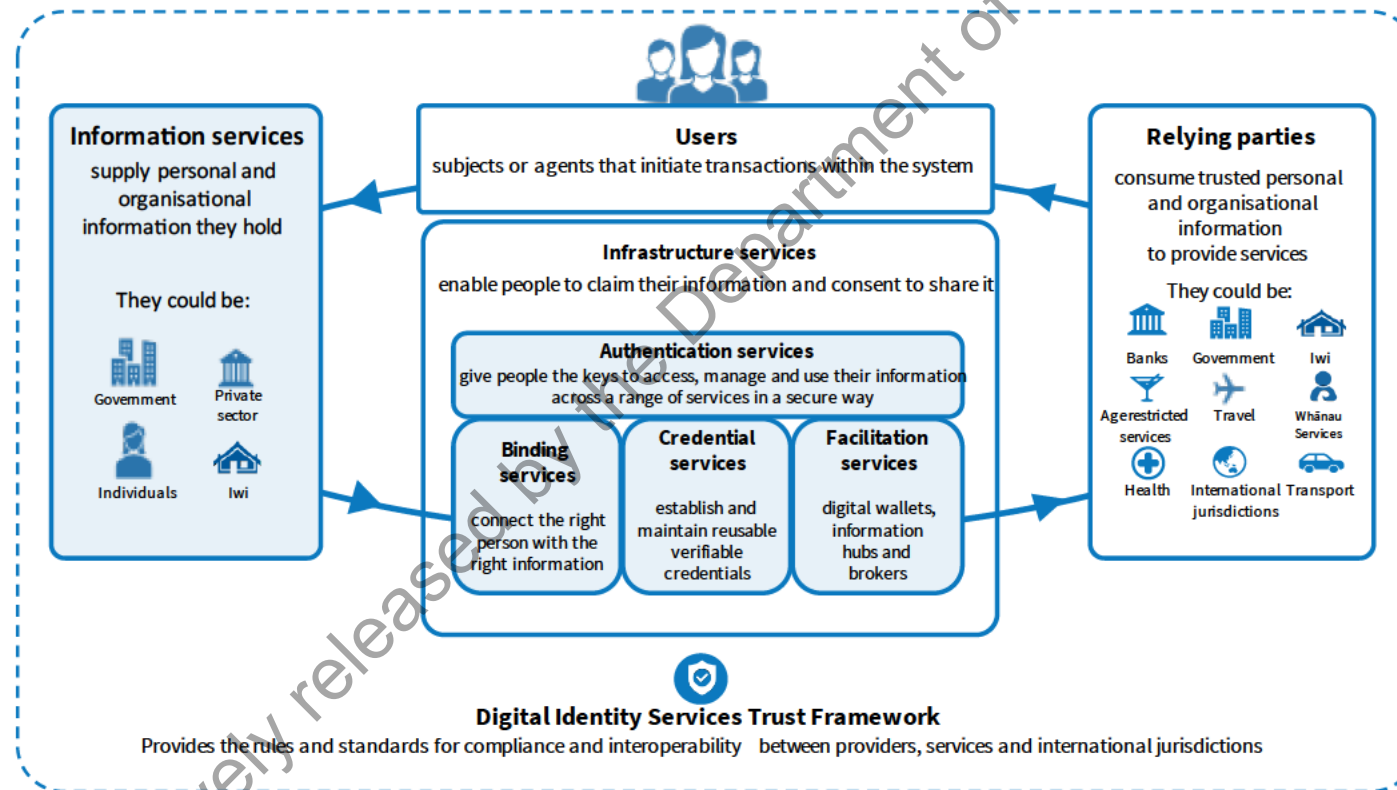 Information services
supply personal and
organisational
information they hold
They could be:
Government
Private
sector
Individuals
Iwi
Users
subjects or agents that initiate transactions within the system
Infrastructure services
enable people to claim their information and consent to share it
Authentication services
give people the keys to access, manage and use their information
across a range of services in a secure way
Binding
services
connect the right
person with the
right information
Credential
services
establish and
maintain reusable
verifiable
credentials
Facilitation
services
digital wallets,
information
hubs and
brokers
Relying parties
consume trusted personal
and organisational
information
to provide services
They could be:
Banks
Government
Iwi
Agerestricted
services
Travel
Whānau
Services
Health
International
jurisdictions
Transport
Digital Identity Services Trust Framework
Provides the rules and standards for compliance and interoperability between providers, services and international jurisdictions
released by the Department of